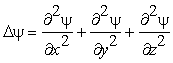 Δψ = ∂²ψ/∂x² + ∂²ψ/∂y² + ∂²ψ/∂z²